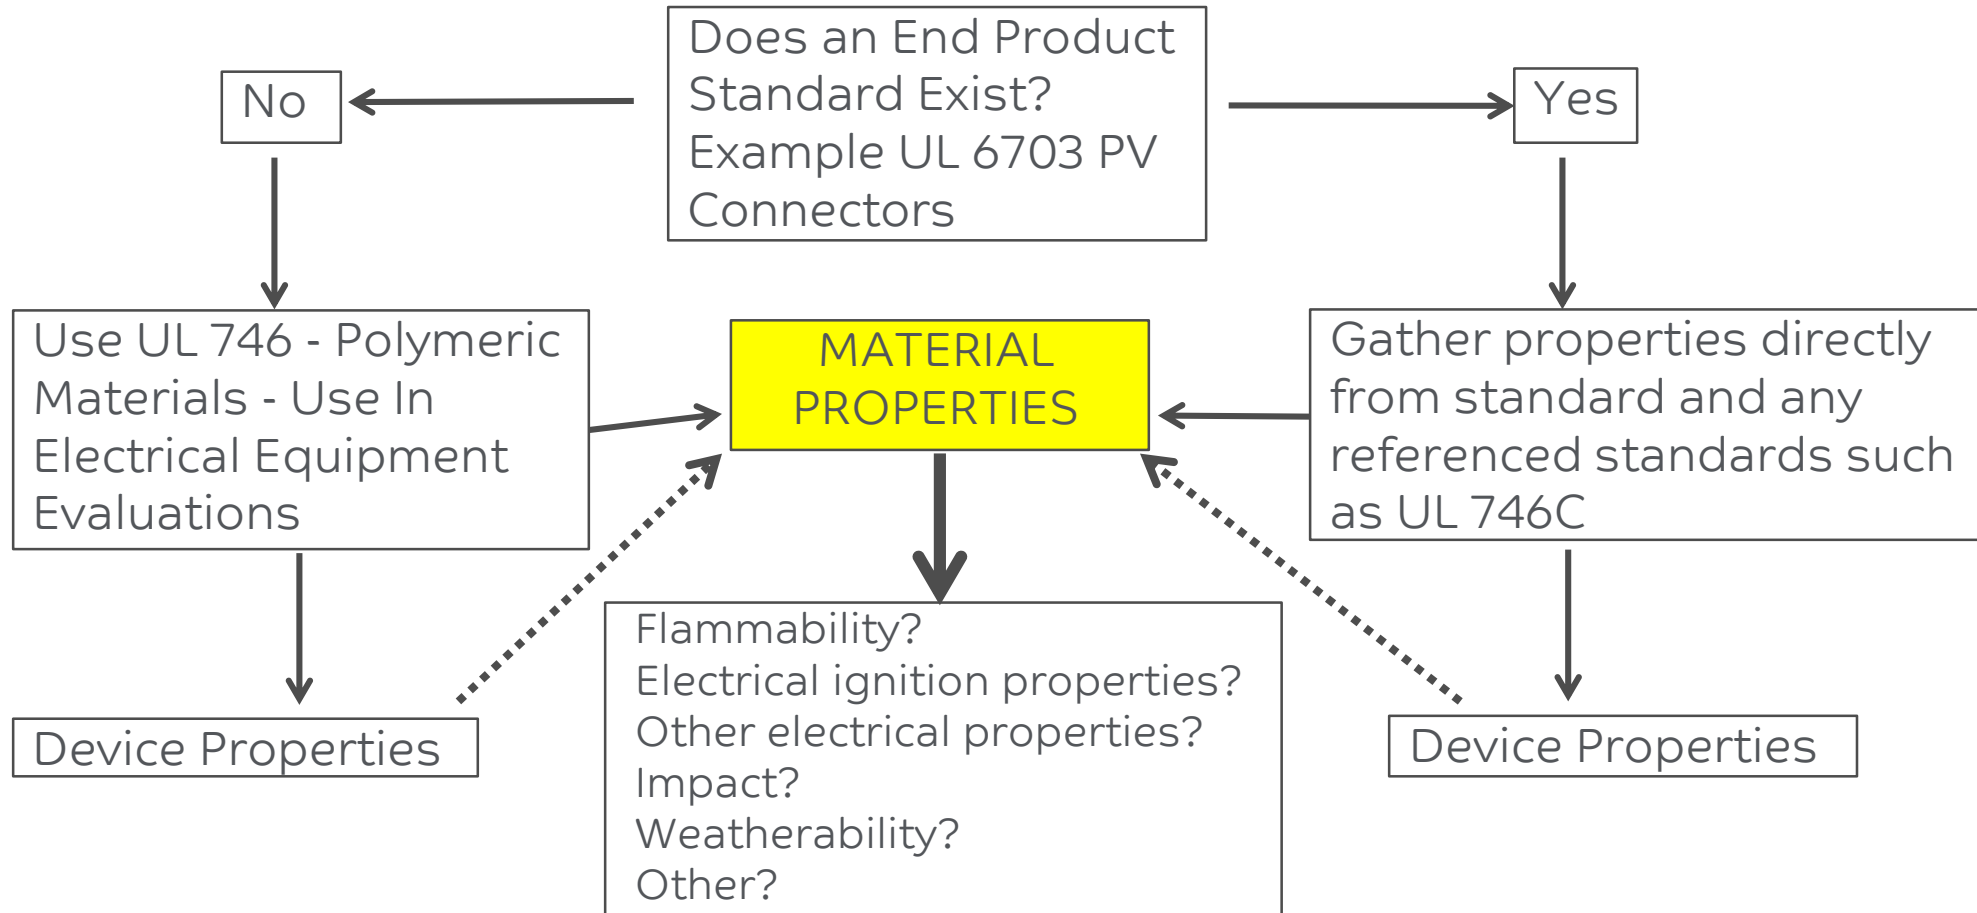 Does an End Product
Standard Exist?
Example UL 6703 PV
Connectors
No
Yes
Use UL 746 - Polymeric
Materials - Use In
Electrical Equipment
Evaluations
MATERIAL
PROPERTIES
Gather properties directly
from standard and any
referenced standards such
as UL 746C
Device Properties
Flammability?
Electrical ignition properties?
Other electrical properties?
Impact?
Weatherability?
Other?
Device Properties